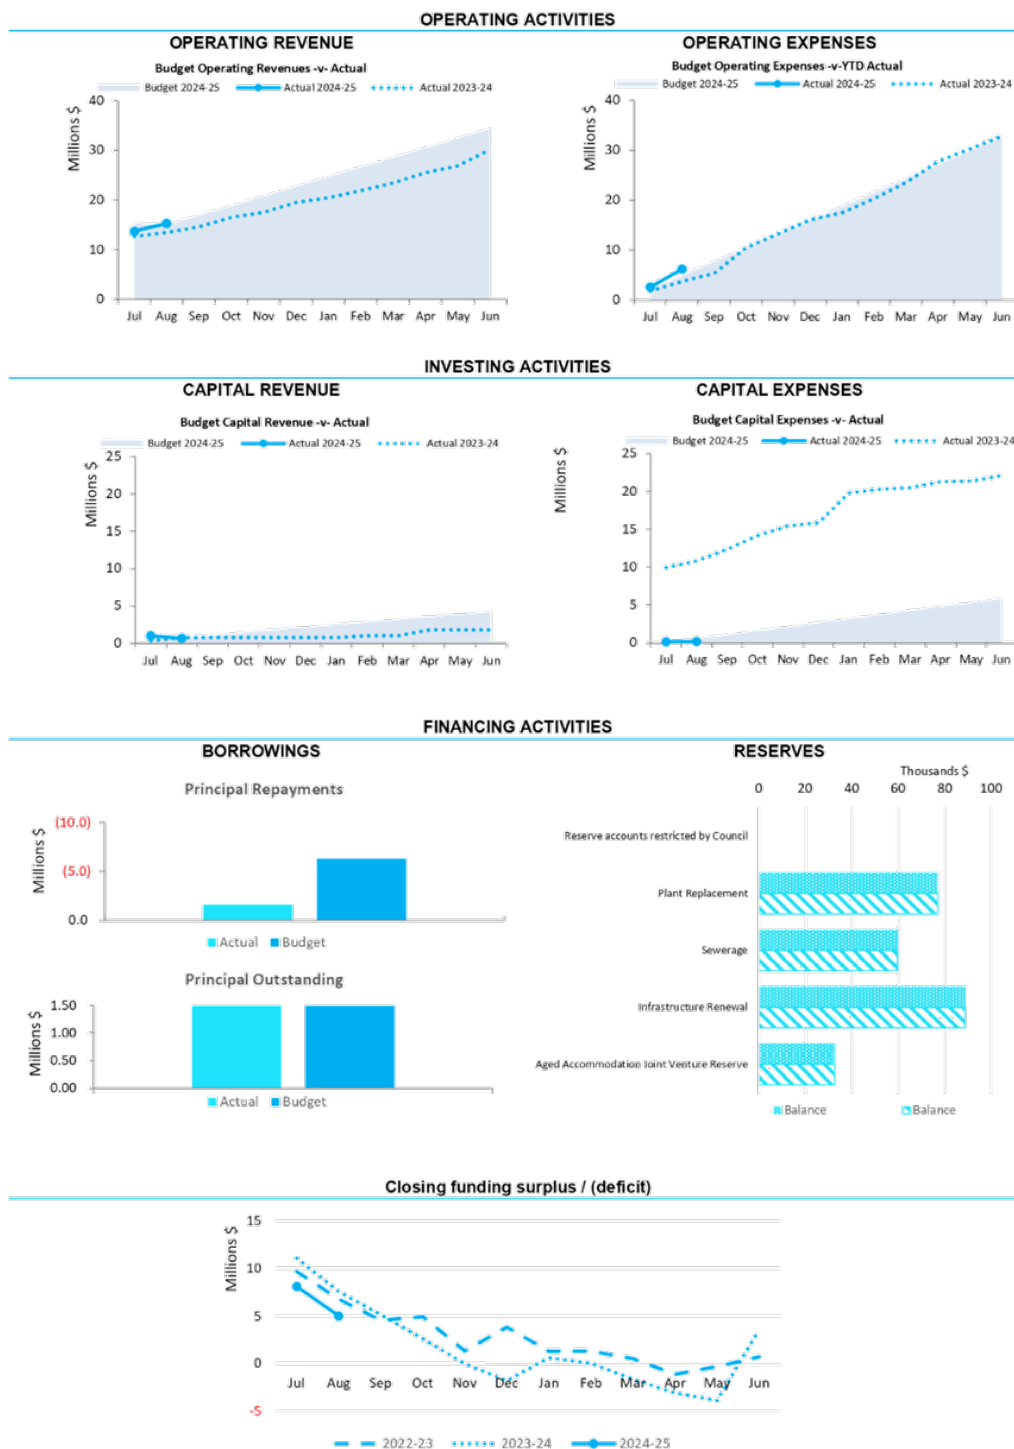 OPERATING ACTIVITIES
OPERATING REVENUE
Budget Operating Revenues -v- Actual
Budget 2024-25 Actual 2024-25 Actual 2023-24
Millions $
40
30
20
10
0
Jul Aug Sep Oct Nov Dec Jan Feb Mar Apr May Jun
OPERATING EXPENSES
Budget Operating Expenses -v-YTD Actual
Budget 2024-25 Actual 2024-25 Actual 2023-24
Millions $
40
30
20
10
0
Jul Aug Sep Oct Nov Dec Jan Feb Mar Apr May Jun
INVESTING ACTIVITIES
CAPITAL REVENUE
Budget Capital Revenue -v- Actual
Budget 2024-25 Actual 2024-25 Actual 2023-24
Millions $
25
20
15
10
5
0
Jul Aug Sep Oct Nov Dec Jan Feb Mar Apr May Jun
CAPITAL EXPENSES
Budget Capital Expenses -v- Actual
Budget 2024-25 Actual 2024-25 Actual 2023-24
Millions $
25
20
15
10
5
0
Jul Aug Sep Oct Nov Dec Jan Feb Mar Apr May Jun
FINANCING ACTIVITIES
BORROWINGS
Principal Repayments
Millions $
(10.0)
(5.0)
0.0
Actual Budget
Principal Outstanding
Millions $
1.50
1.00
0.50
0.00
Actual Budget
RESERVES
Thousands $
0 20 40 60 80 100
Reserve accounts restricted by Council
Plant Replacement
Sewerage
Infrastructure Renewal
Aged Accommodation Joint Venture Reserve
Balance Balance
Closing funding surplus / (deficit)
Millions $
15
10
5
0
-5
Jul Aug Sep Oct Nov Dec Jan Feb Mar Apr May Jun
2022-23 2023-24 2024-25